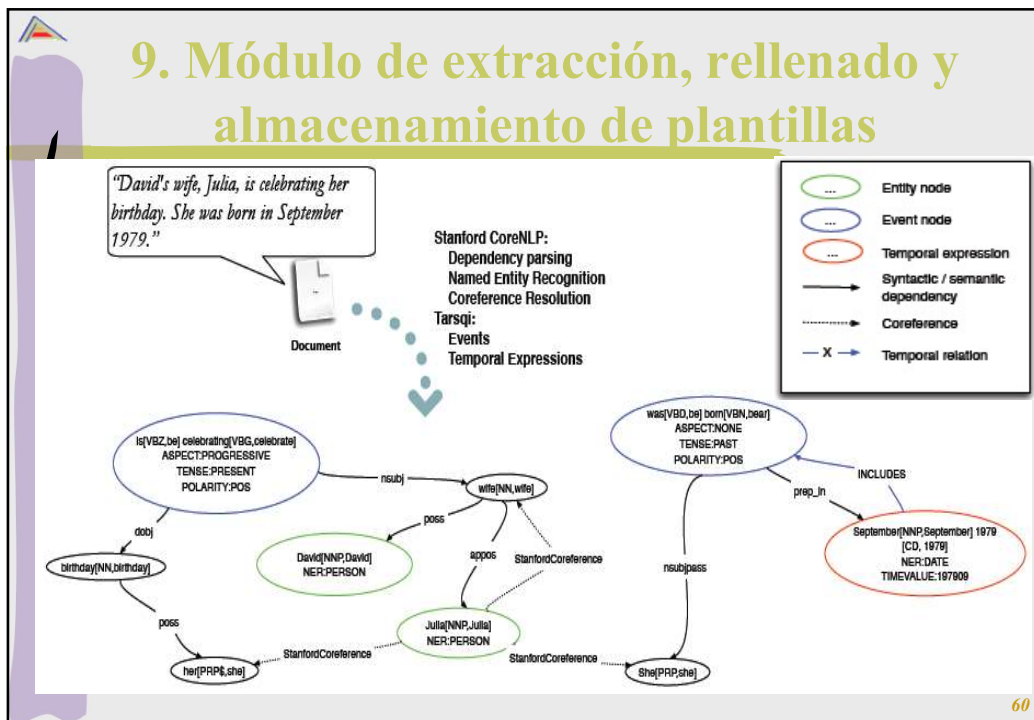 9. Módulo de extracción, rellenado y
almacenamiento de plantillas
“David's wife, Julia, is celebrating her
birthday. She was born in September
1979.”
Document
Stanford CoreNLP:
Dependency parsing
Named Entity Recognition
Coreference Resolution
Tarsqi:
Events
Temporal Expressions
... Entity node
... Event node
... Temporal expression
Syntactic / semantic
dependency
Coreference
X Temporal relation
is[VBZ,be] celebrating[VBG,celebrate]
ASPECT:PROGRESSIVE
TENSE:PRESENT
POLARITY:POS
nsubj
wife[NN,wife]
dobj
birthday[NN,birthday]
poss
David[NNP,David]
NER:PERSON
appos
StanfordCoreference
poss
Julia[NNP,Julia]
NER:PERSON
StanfordCoreference
her[PRP$,she]
StanfordCoreference
She[PRP,she]
was[VBD,be] born[VBN,bear]
ASPECT:NONE
TENSE:PAST
POLARITY:POS
nsubjpass
prep_in
INCLUDES
September[NNP,September] 1979
[CD, 1979]
NER:DATE
TIMEVALUE:197909
60